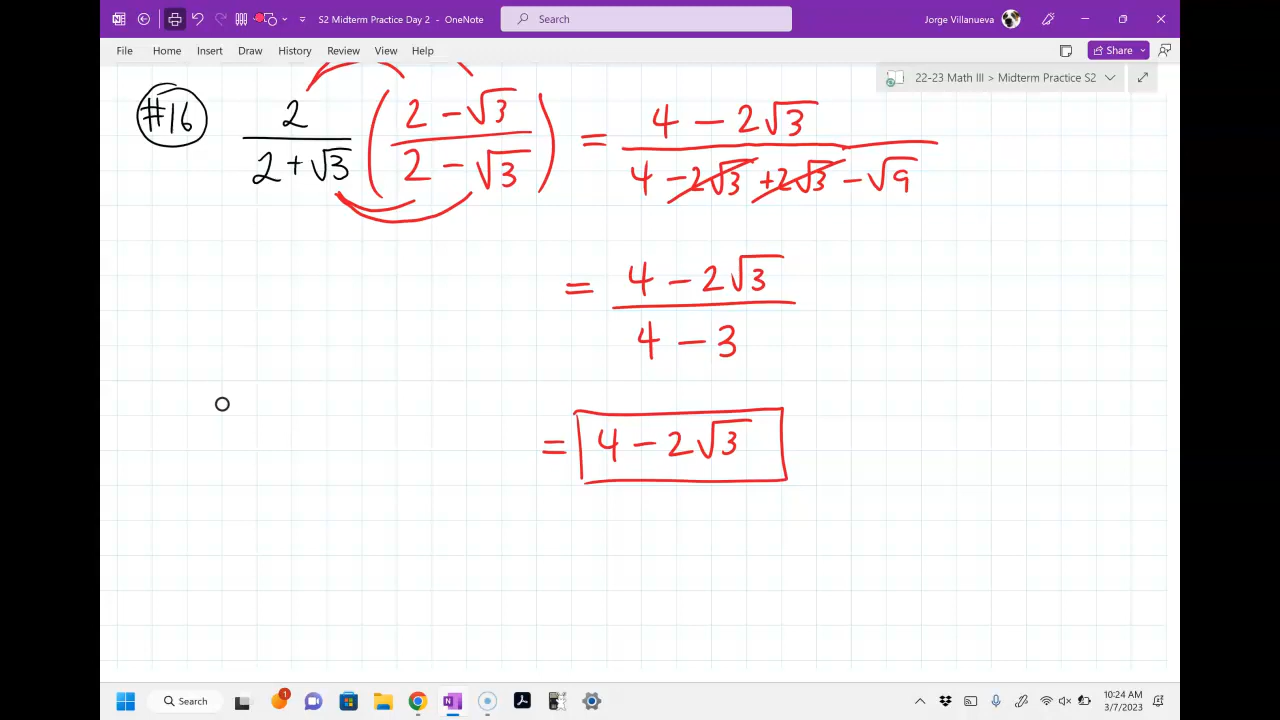 S2 Midterm Practice Day 2 - OneNote
Search
Jorge Villanueva
File Home Insert Draw History Review View Help
Share
22-23 Math III > Midterm Practice S2
#16 2/(2 + √3) ((2 - √3)/(2 - √3)) = (4 - 2√3)/(4 - 2√3 + 2√3 - √9)
= (4 - 2√3)/(4 - 3)
= 4 - 2√3
Search
1
10:24 AM
3/7/2023